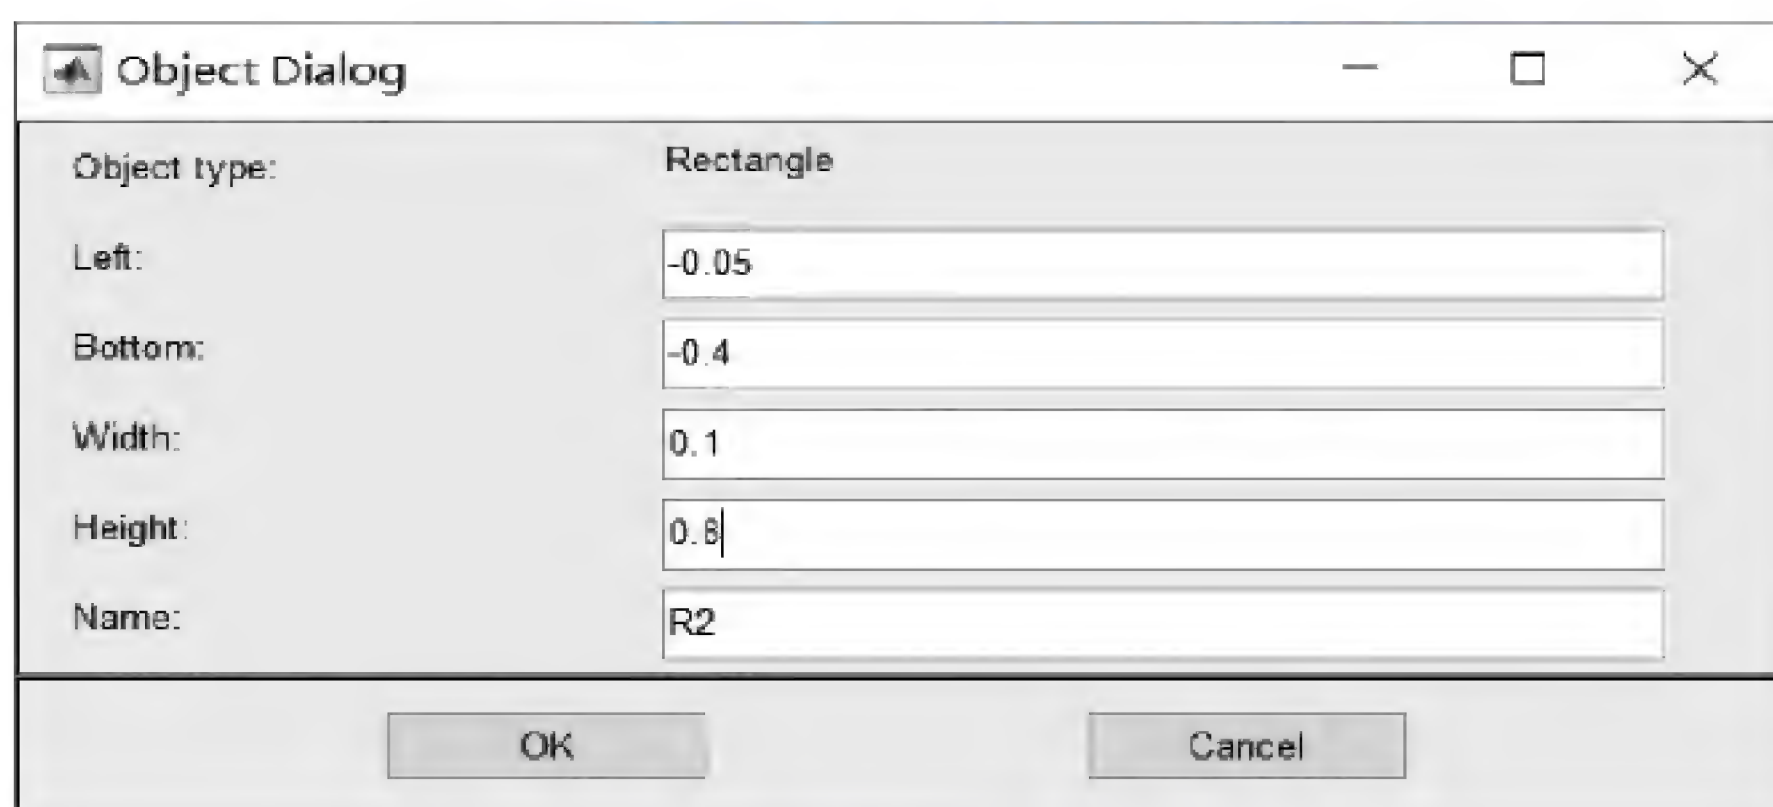 Object Dialog
Object type: Rectangle
Left: -0.05
Bottom: -0.4
Width: 0.1
Height: 0.8
Name: R2
OK Cancel